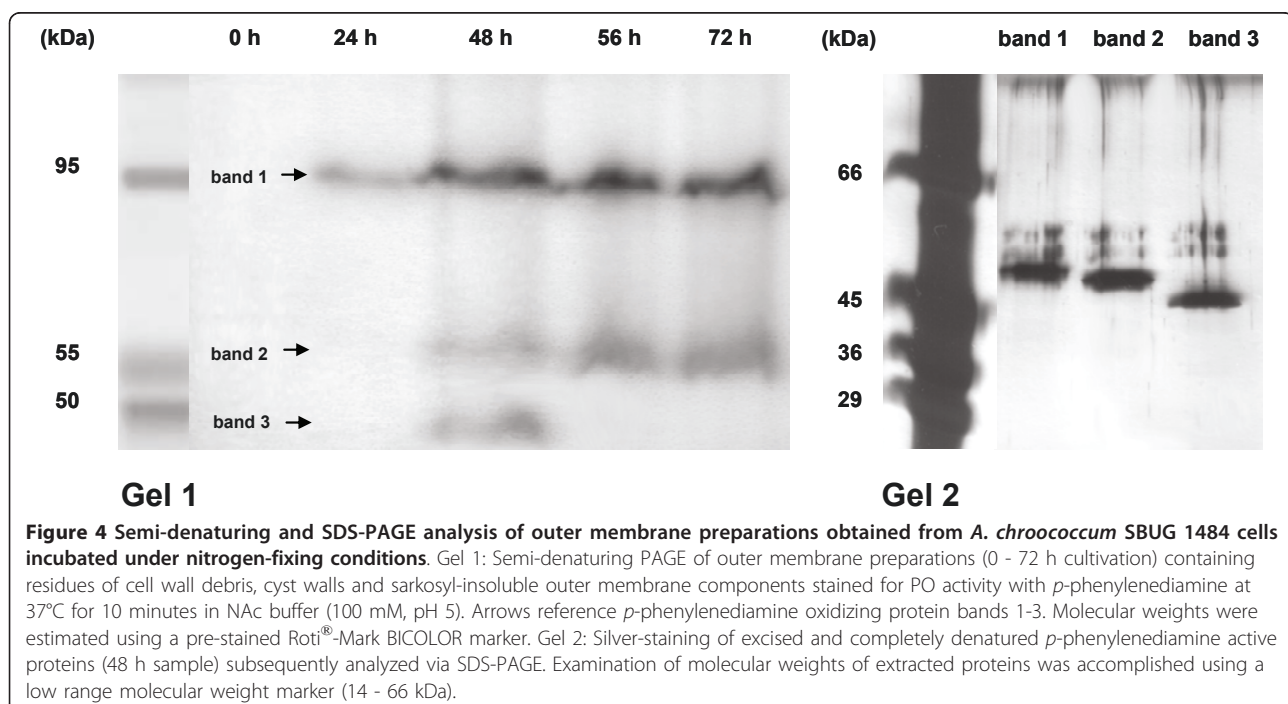 (kDa) 0 h 24 h 48 h 56 h 72 h (kDa) band 1 band 2 band 3
95
band 1
66
45
55
band 2
36
50
29
band 3
Gel 1 Gel 2
Figure 4 Semi-denaturing and SDS-PAGE analysis of outer membrane preparations obtained from A. chroococcum SBUG 1484 cells
incubated under nitrogen-fixing conditions. Gel 1: Semi-denaturing PAGE of outer membrane preparations (0 - 72 h cultivation) containing
residues of cell wall debris, cyst walls and sarkosyl-insoluble outer membrane components stained for PO activity with p-phenylenediamine at
37°C for 10 minutes in NAc buffer (100 mM, pH 5). Arrows reference p-phenylenediamine oxidizing protein bands 1-3. Molecular weights were
estimated using a pre-stained Roti®-Mark BICOLOR marker. Gel 2: Silver-staining of excised and completely denatured p-phenylenediamine active
proteins (48 h sample) subsequently analyzed via SDS-PAGE. Examination of molecular weights of extracted proteins was accomplished using a
low range molecular weight marker (14 - 66 kDa).